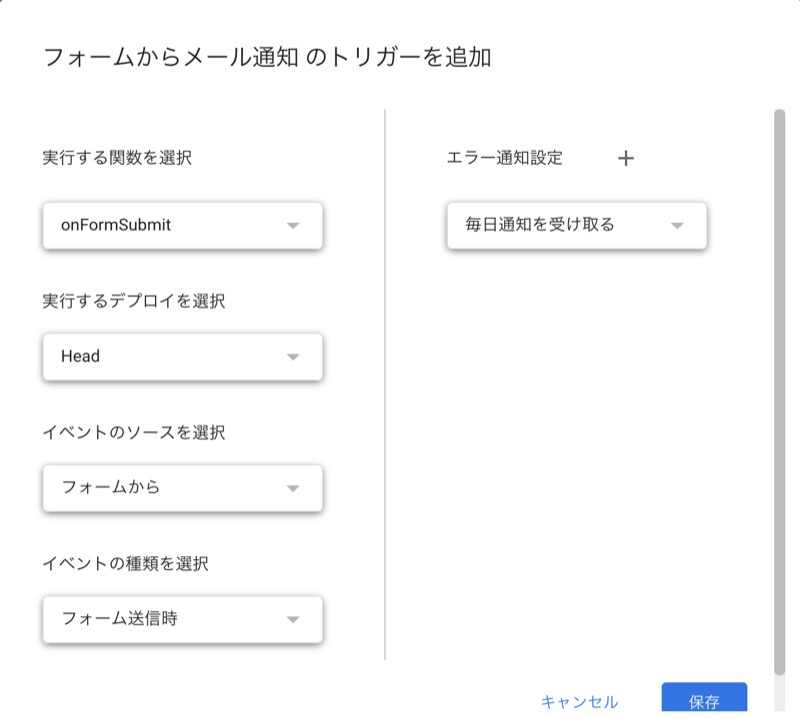 フォームからメール通知 のトリガーを追加
実行する関数を選択
onFormSubmit
実行するデプロイを選択
Head
イベントのソースを選択
フォームから
イベントの種類を選択
フォーム送信時
エラー通知設定 +
毎日通知を受け取る
キャンセル
保存